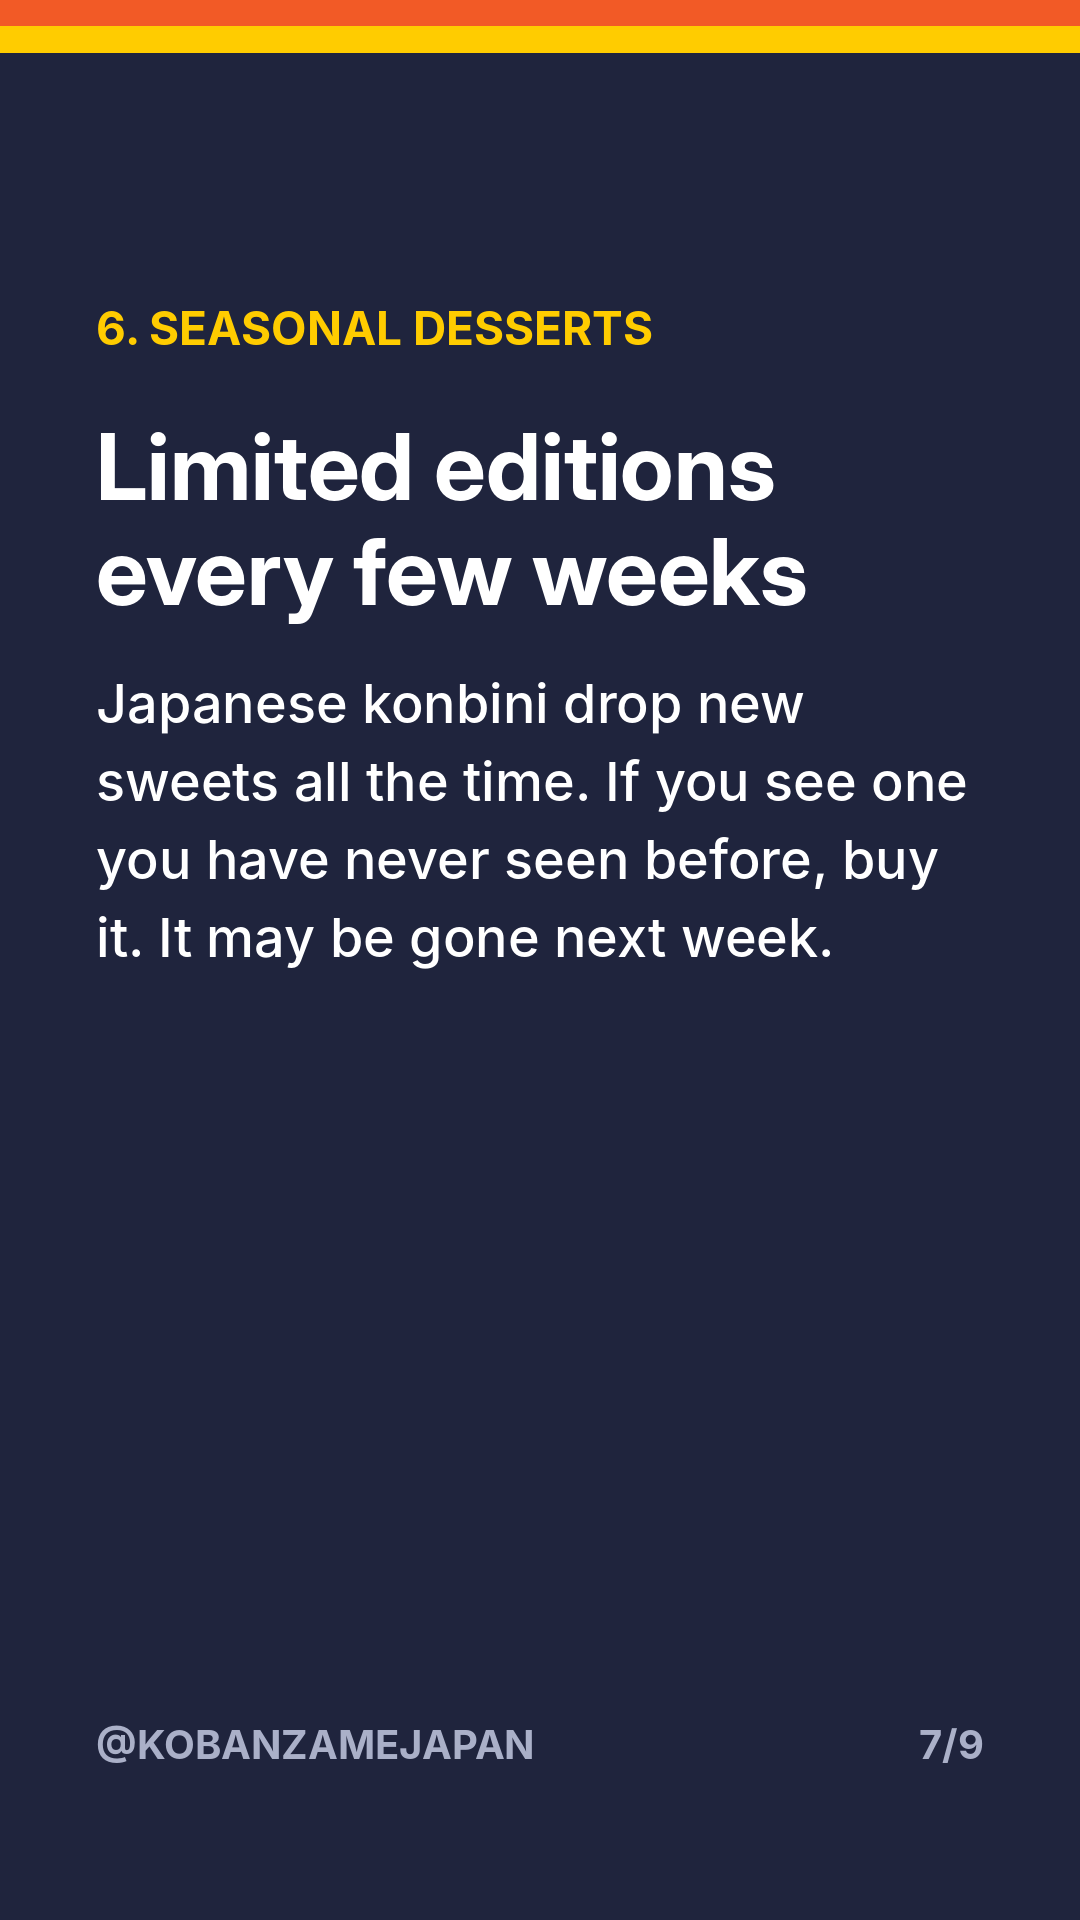 6. SEASONAL DESSERTS
Limited editions
every few weeks
Japanese konbini drop new
sweets all the time. If you see one
you have never seen before, buy
it. It may be gone next week.
@KOBANZAMEJAPAN
7/9